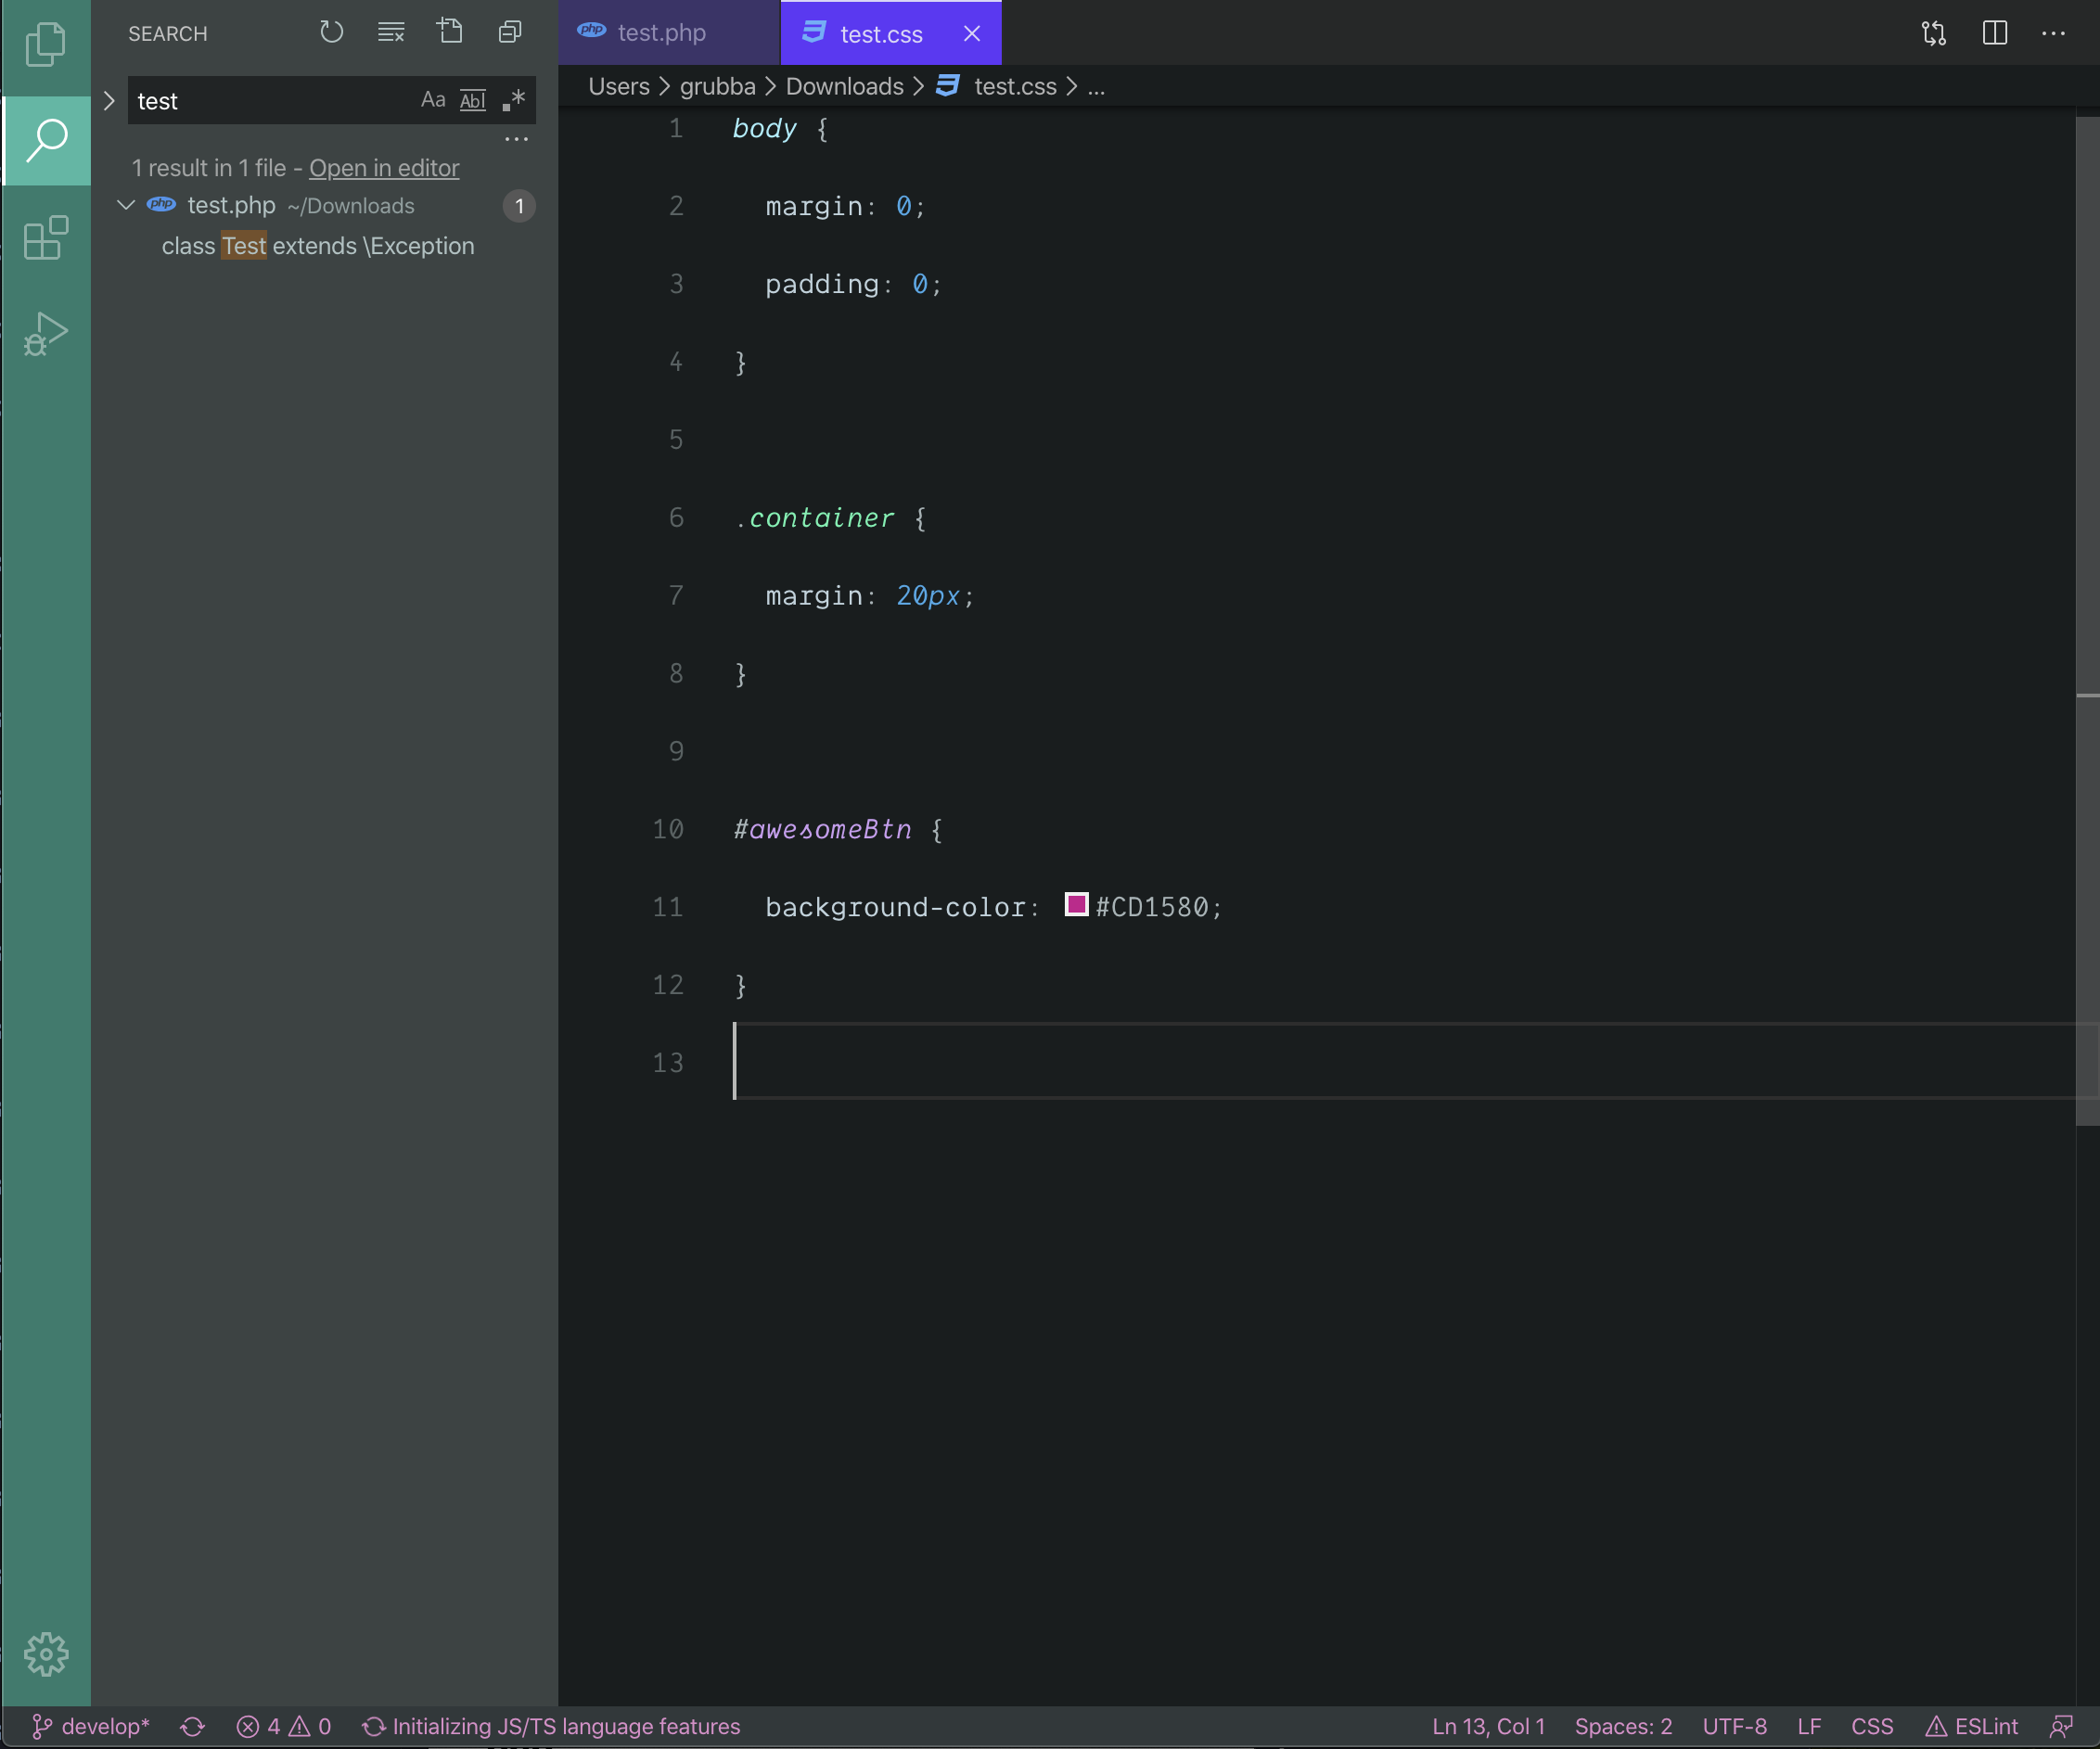 SEARCH
test
Aa Abl .*
1 result in 1 file - Open in editor
php test.php ~/Downloads 1
class Test extends \Exception
php test.php
test.css
Users > grubba > Downloads > test.css > ...
1 body {
2 margin: 0;
3 padding: 0;
4 }
5
6 .container {
7 margin: 20px;
8 }
9
10 #awesomeBtn {
11 background-color: #CD1580;
12 }
13
develop* 4 0 Initializing JS/TS language features
Ln 13, Col 1 Spaces: 2 UTF-8 LF CSS ESLint